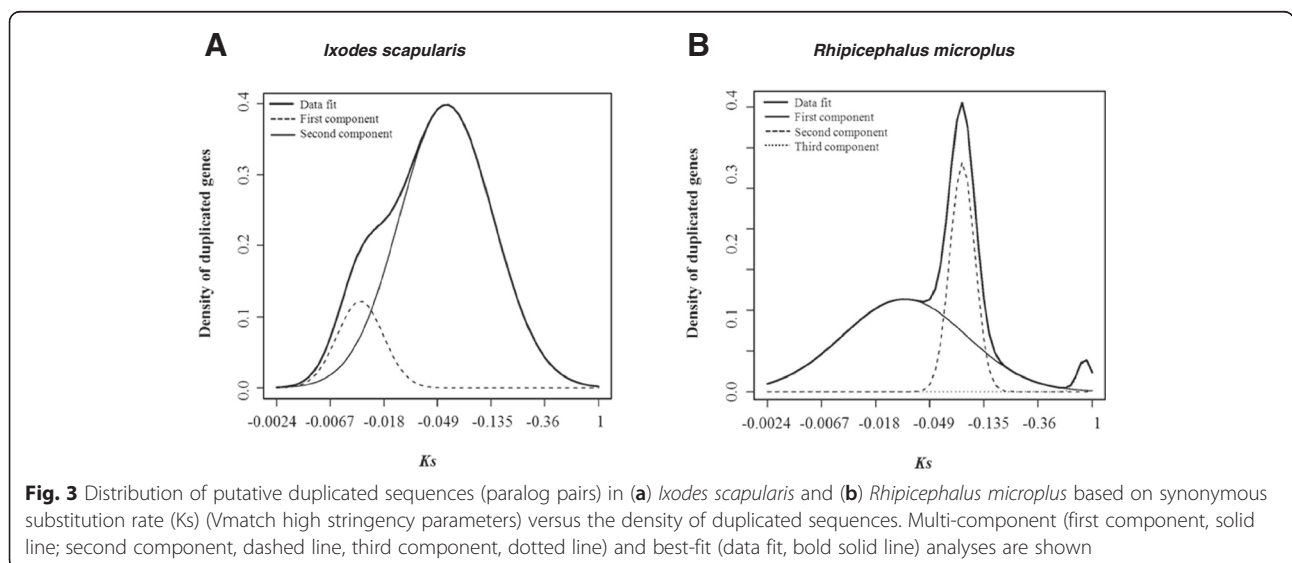 A
Ixodes scapularis
Data fit
First component
Second component
Density of duplicated genes
0.4
0.3
0.2
0.1
0.0
-0.0024 -0.0067 -0.018 -0.049 -0.135 -0.36 1
Ks
B
Rhipicephalus microplus
Data fit
First component
Second component
Third component
Density of duplicated genes
0.4
0.3
0.2
0.1
0.0
-0.0024 -0.0067 -0.018 -0.049 -0.135 -0.36 1
Ks
Fig. 3 Distribution of putative duplicated sequences (paralog pairs) in (a) Ixodes scapularis and (b) Rhipicephalus microplus based on synonymous
substitution rate (Ks) (Vmatch high stringency parameters) versus the density of duplicated sequences. Multi-component (first component, solid
line; second component, dashed line, third component, dotted line) and best-fit (data fit, bold solid line) analyses are shown